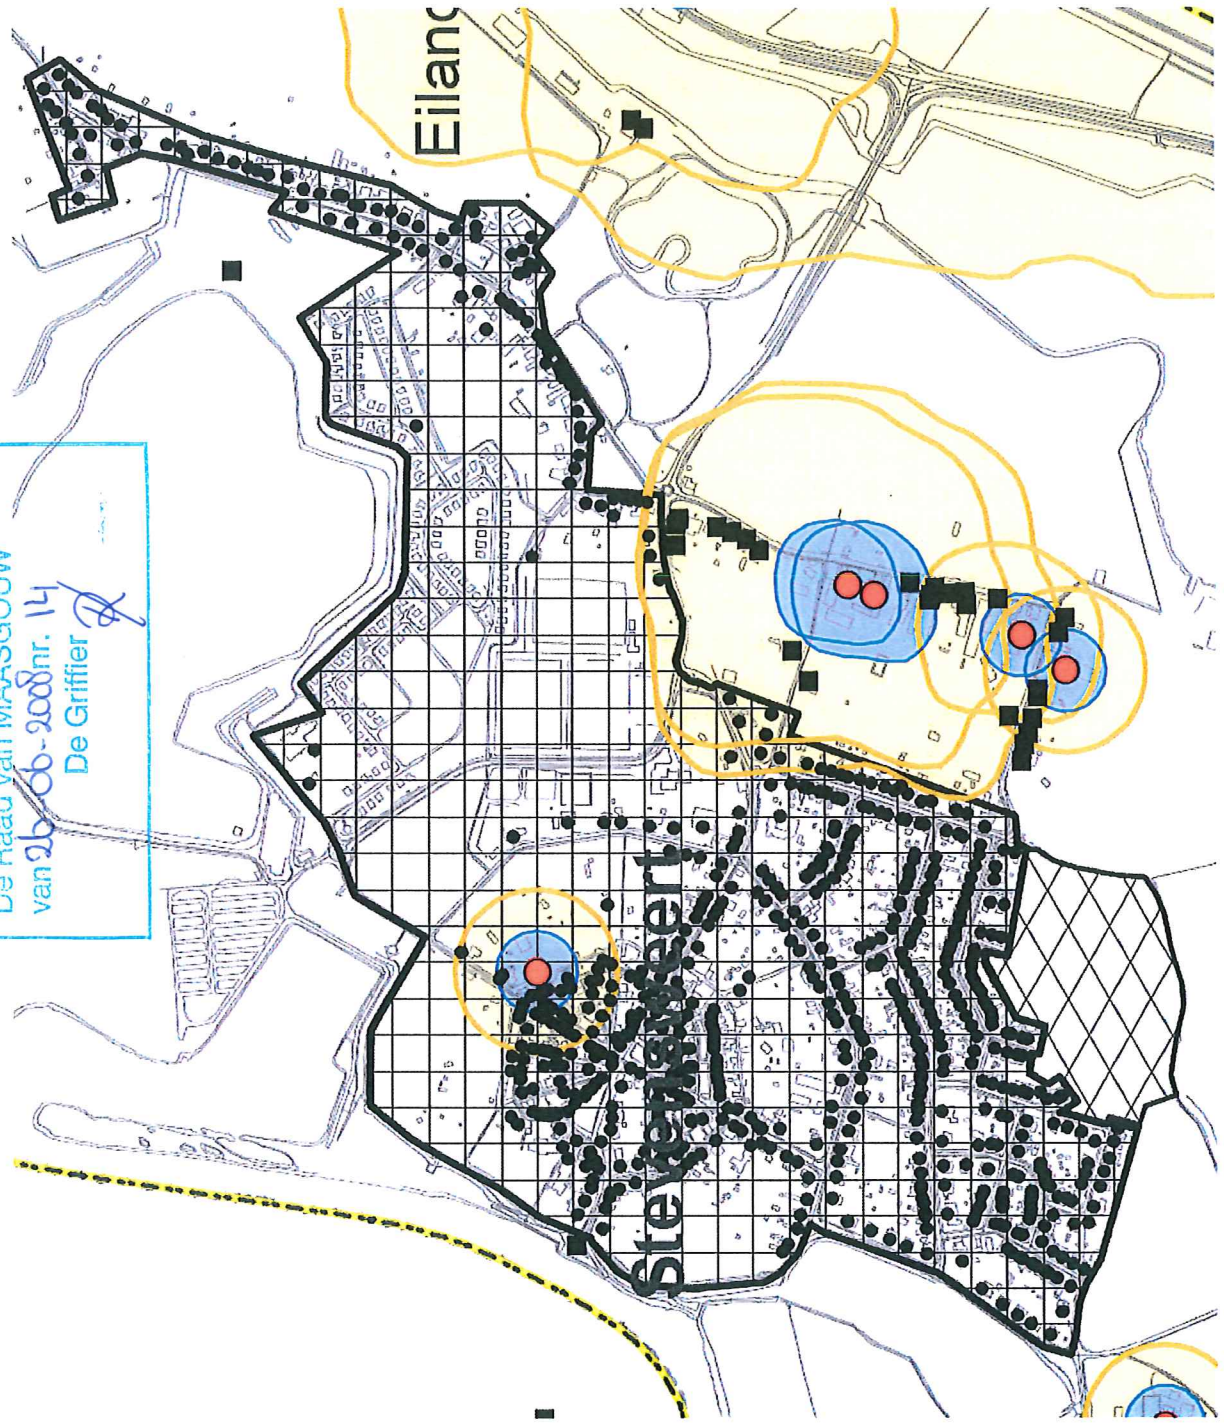 De Raad van MAASGOUW
van 26-06-2008 nr. 14
De Griffier
Eiland
Stevensweert